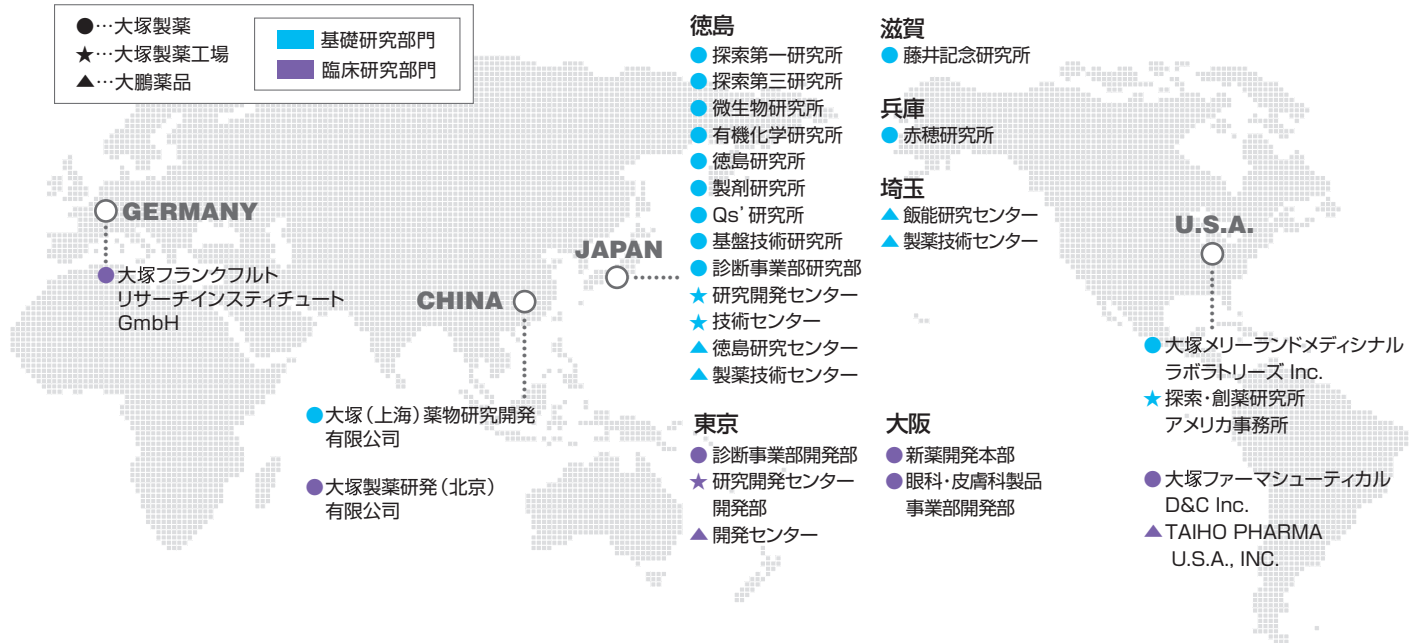 ●…大塚製薬
★…大塚製薬工場
▲…大鵬薬品
基礎研究部門
臨床研究部門
GERMANY
●大塚フランクフルト
リサーチインスティチュート
GmbH
CHINA
●大塚（上海）薬物研究開発
有限公司
●大塚製薬研発（北京）
有限公司
JAPAN
徳島
●探索第一研究所
●探索第三研究所
●微生物研究所
●有機化学研究所
●徳島研究所
●製剤研究所
●Qs’研究所
●基盤技術研究所
●診断事業部研究部
★研究開発センター
★技術センター
▲徳島研究センター
▲製薬技術センター
滋賀
●藤井記念研究所
兵庫
●赤穂研究所
埼玉
▲飯能研究センター
▲製薬技術センター
東京
●診断事業部開発部
★研究開発センター
開発部
▲開発センター
大阪
●新薬開発本部
●眼科・皮膚科製品
事業部開発部
U.S.A.
●大塚メリーランドメディシナル
ラボラトリーズ Inc.
★探索・創薬研究所
アメリカ事務所
●大塚ファーマシューティカル
D&C Inc.
▲TAIHO PHARMA
U.S.A., INC.